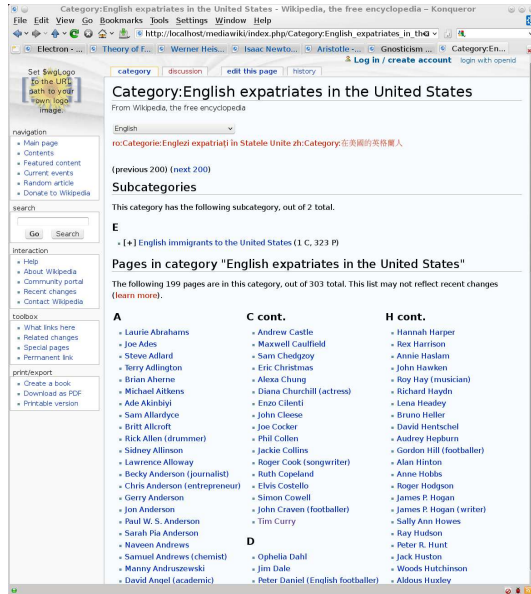 Category:English expatriates in the United States - Wikipedia, the free encyclopedia – Konqueror
File Edit View Go Bookmarks Tools Settings Window Help
http://localhost/mediawiki/index.php/Category:English_expatriates_in_th
Electron - ... Theory of F... Werner Heis... Isaac Newto... Aristotle -... Gnosticism ... Category:En...
Log in / create account login with openid
Set $wgLogo
to the URL
path to your
own logo
image.
category discussion edit this page history
Category:English expatriates in the United States
From Wikipedia, the free encyclopedia
English
ro:Categorie:Englezi expatriați în Statele Unite zh:Category:在美國的英格蘭人
(previous 200) (next 200)
Subcategories
This category has the following subcategory, out of 2 total.
E
[+] English immigrants to the United States (1 C, 323 P)
Pages in category "English expatriates in the United States"
The following 199 pages are in this category, out of 303 total. This list may not reflect recent changes
(learn more).
navigation
Main page
Contents
Featured content
Current events
Random article
Donate to Wikipedia
search
Go Search
interaction
Help
About Wikipedia
Community portal
Recent changes
Contact Wikipedia
toolbox
What links here
Related changes
Special pages
Permanent link
print/export
Create a book
Download as PDF
Printable version
A
Laurie Abrahams
Joe Ades
Steve Adlard
Terry Adlington
Brian Aherne
Michael Aitkens
Ade Akinbiyi
Sam Allardyce
Britt Allcroft
Rick Allen (drummer)
Sidney Allinson
Lawrence Alloway
Becky Anderson (journalist)
Chris Anderson (entrepreneur)
Gerry Anderson
Jon Anderson
Paul W. S. Anderson
Sarah Pia Anderson
Naveen Andrews
Samuel Andrews (chemist)
Manny Andruszewski
David Angel (academic)
C cont.
Andrew Castle
Maxwell Caulfield
Sam Chedgzoy
Eric Christmas
Alexa Chung
Diana Churchill (actress)
Enzo Cilenti
John Cleese
Joe Cocker
Phil Collen
Jackie Collins
Roger Cook (songwriter)
Ruth Copeland
Elvis Costello
Simon Cowell
John Craven (footballer)
Tim Curry
D
Ophelia Dahl
Jim Dale
Peter Daniel (English footballer)
H cont.
Hannah Harper
Rex Harrison
Annie Haslam
John Hawken
Roy Hay (musician)
Richard Haydn
Lena Headey
Bruno Heller
David Hentschel
Audrey Hepburn
Gordon Hill (footballer)
Alan Hinton
Anne Hobbs
Roger Hodgson
James P. Hogan
James P. Hogan (writer)
Sally Ann Howes
Ray Hudson
Peter R. Hunt
Jack Huston
Woods Hutchinson
Aldous Huxley